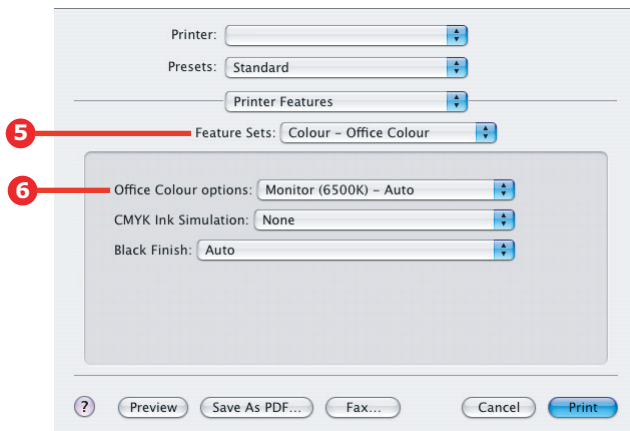 Printer:
Presets: Standard
Printer Features
5 Feature Sets: Colour – Office Colour
6 Office Colour options: Monitor (6500K) – Auto
CMYK Ink Simulation: None
Black Finish: Auto
? Preview Save As PDF... Fax... Cancel Print